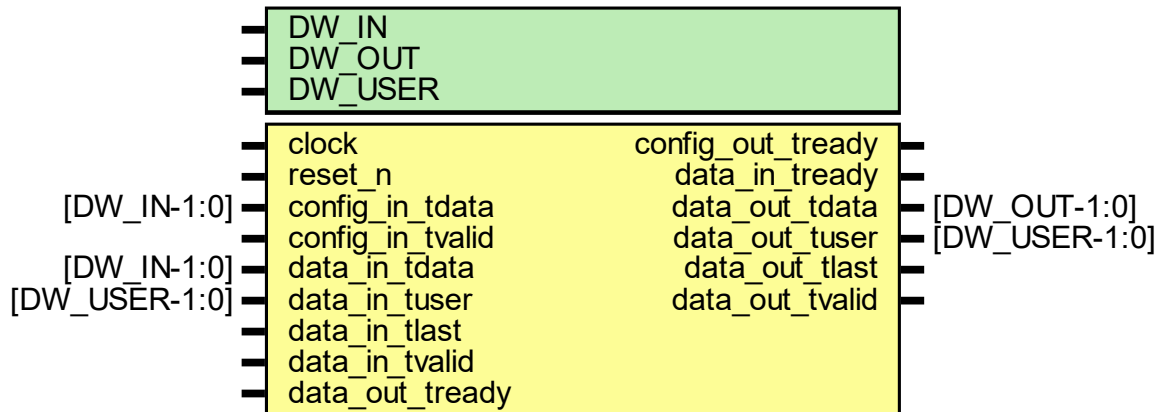 DW_IN
DW_OUT
DW_USER
clock config_out_tready
reset_n data_in_tready
[DW_IN-1:0] config_in_tdata data_out_tdata [DW_OUT-1:0]
config_in_tvalid data_out_tuser [DW_USER-1:0]
[DW_IN-1:0] data_in_tdata data_out_tlast
[DW_USER-1:0] data_in_tuser data_out_tvalid
data_in_tlast
data_in_tvalid
data_out_tready